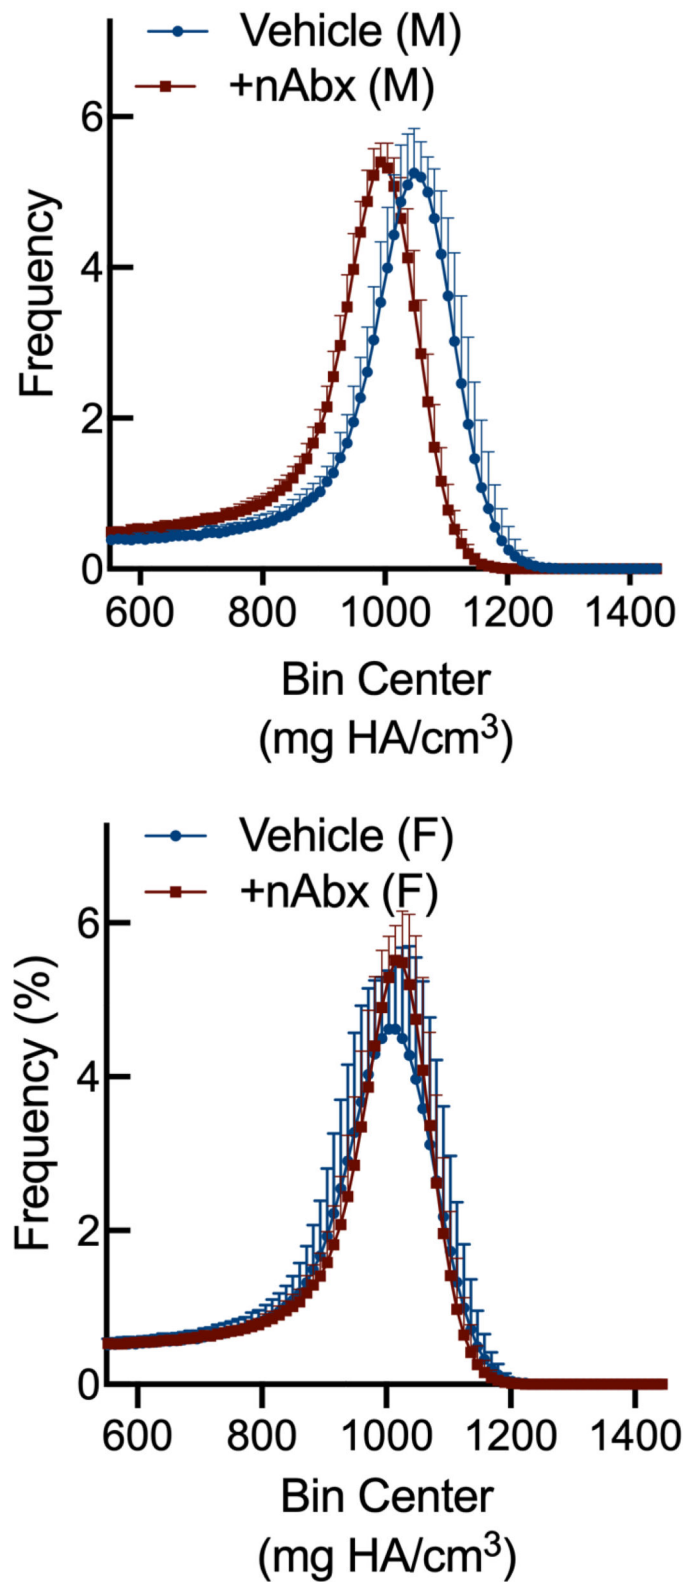 Vehicle (M)
+nAbx (M)
6
4
2
0
Frequency
600 800 1000 1200 1400
Bin Center
(mg HA/cm³)
Vehicle (F)
+nAbx (F)
6
4
2
0
Frequency (%)
600 800 1000 1200 1400
Bin Center
(mg HA/cm³)